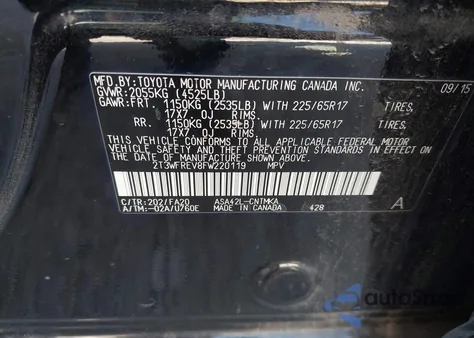 MFD.BY:TOYOTA MOTOR MANUFACTURING CANADA INC. 09/15
GVWR:2055KG (4525LB)
GAWR:FRT. 1150KG (2535LB) WITH 225/65R17 TIRES,
17X7 0J RIMS.
RR. 1150KG (2535LB) WITH 225/65R17 TIRES,
17X7 0J RIMS.
THIS VEHICLE CONFORMS TO ALL APPLICABLE FEDERAL MOTOR
VEHICLE SAFETY AND THEFT PREVENTION STANDARDS IN EFFECT ON
THE DATE OF MANUFACTURE SHOWN ABOVE.
2T3WFREV8FW220119 MPV
C/TR:202/FA20 ASA42L-CNTMKA
A/TM:-02A/U760E MADE IN CANADA 428 A